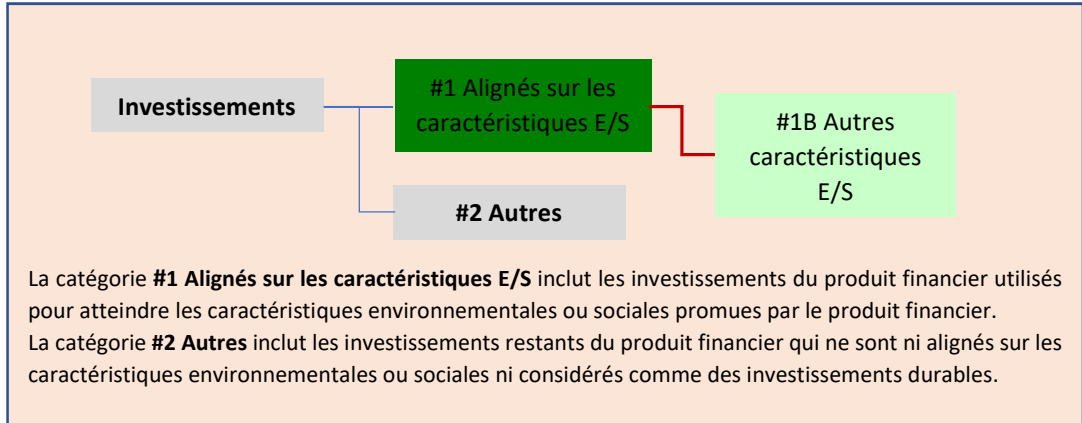 Investissements
#1 Alignés sur les
caractéristiques E/S
#1B Autres
caractéristiques
E/S
#2 Autres
La catégorie #1 Alignés sur les caractéristiques E/S inclut les investissements du produit financier utilisés
pour atteindre les caractéristiques environnementales ou sociales promues par le produit financier.
La catégorie #2 Autres inclut les investissements restants du produit financier qui ne sont ni alignés sur les
caractéristiques environnementales ou sociales ni considérés comme des investissements durables.